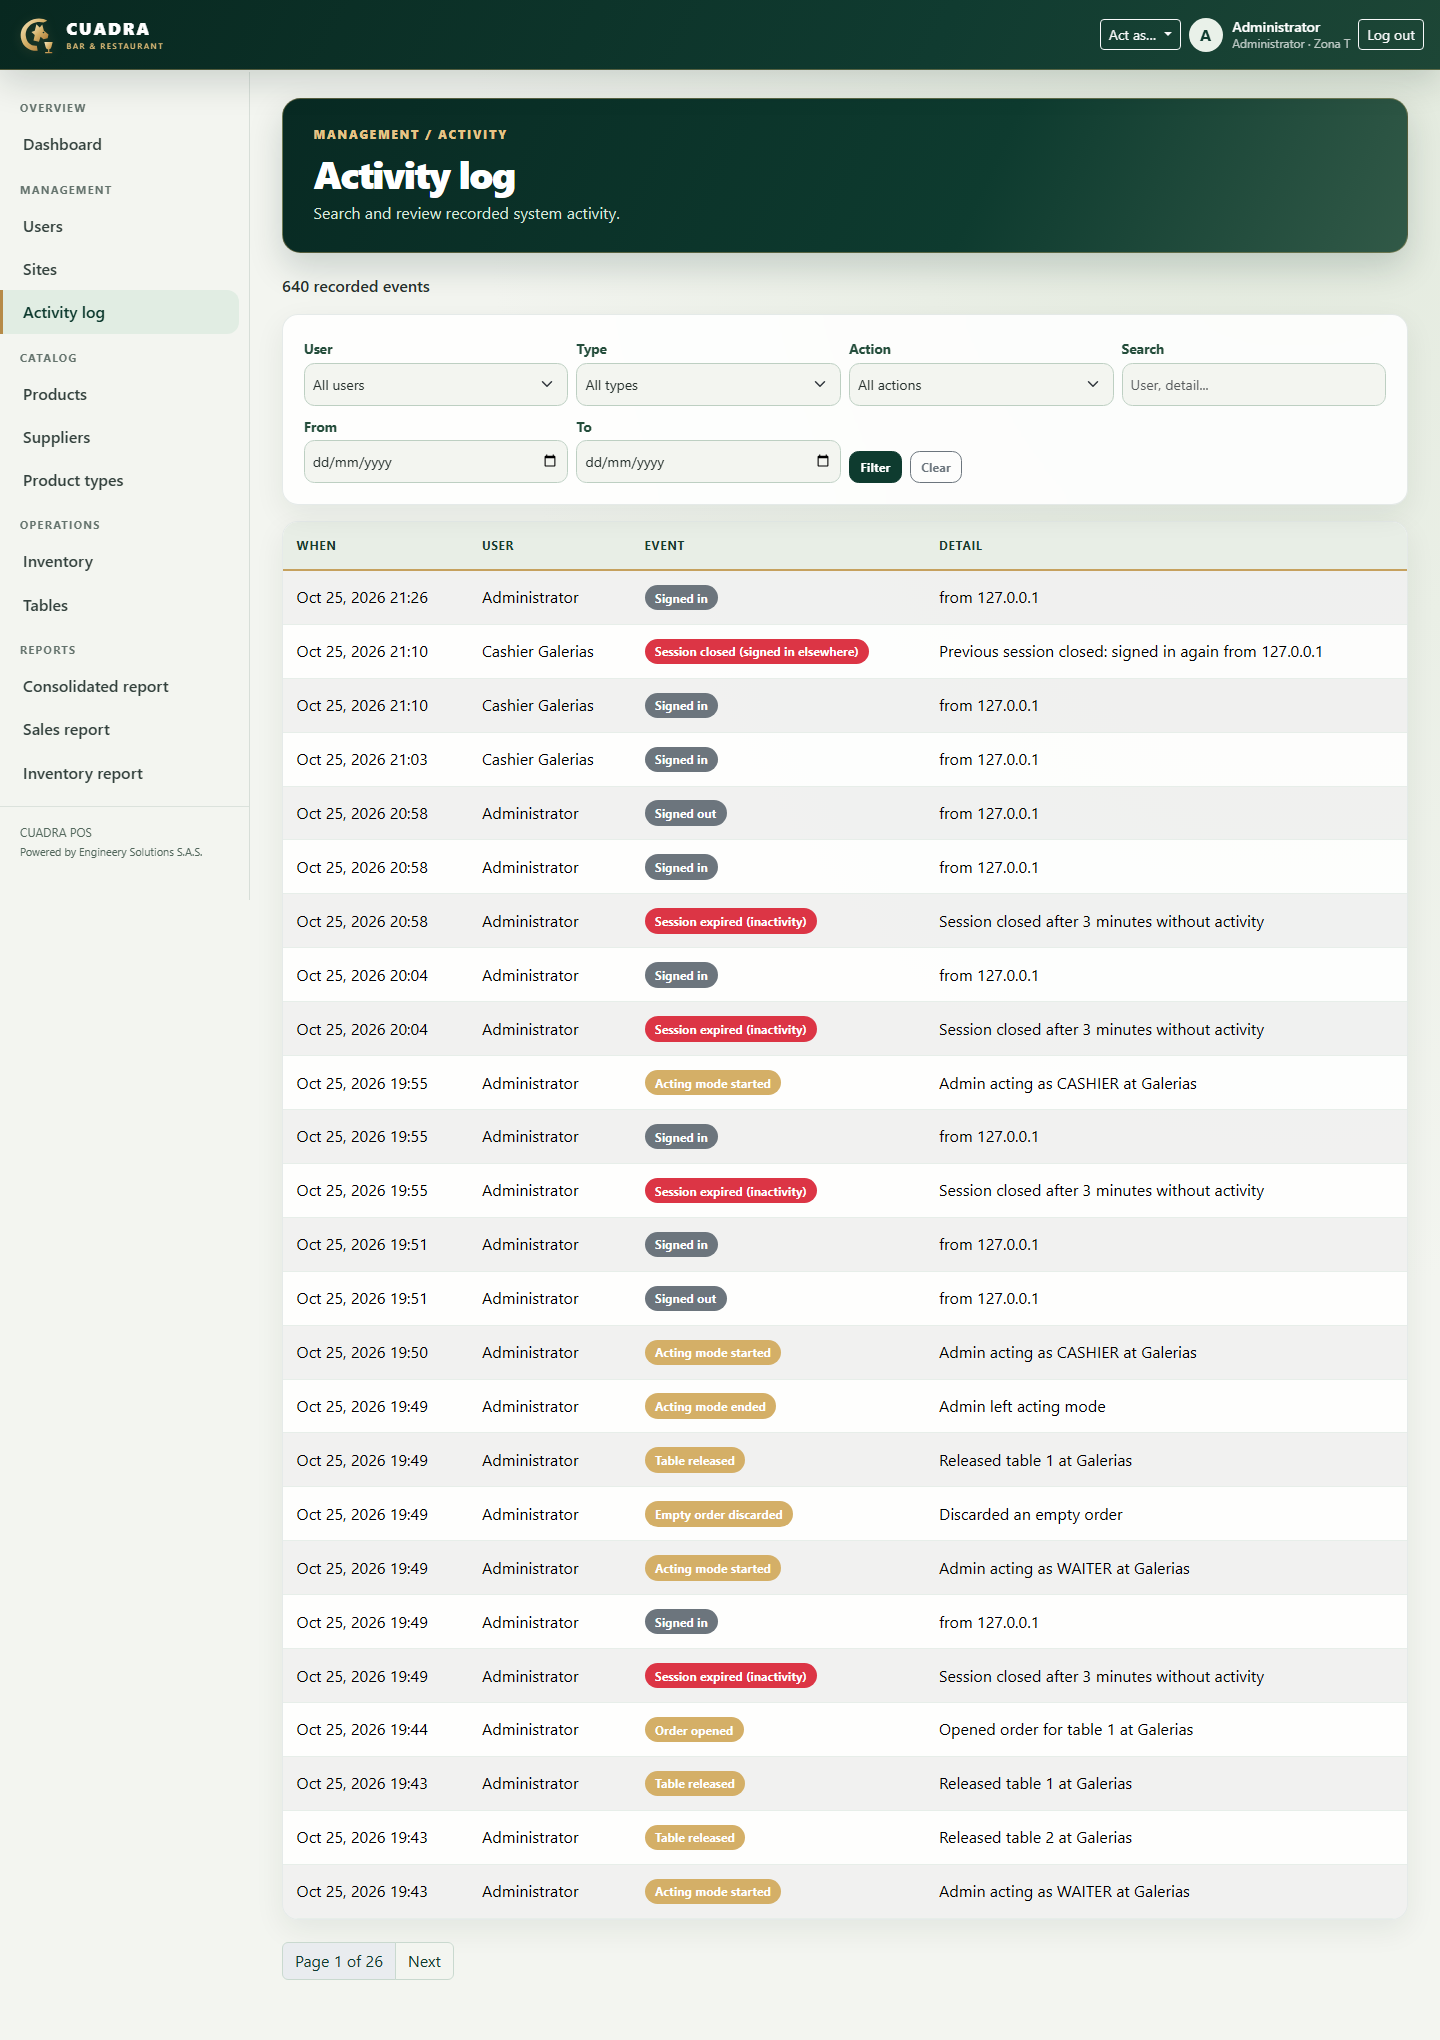 CUADRA
BAR & RESTAURANT
Act as...
A
Administrator
Administrator · Zona T
Log out
OVERVIEW
Dashboard
MANAGEMENT
Users
Sites
Activity log
CATALOG
Products
Suppliers
Product types
OPERATIONS
Inventory
Tables
REPORTS
Consolidated report
Sales report
Inventory report
CUADRA POS
Powered by Engineery Solutions S.A.S.
MANAGEMENT / ACTIVITY
Activity log
Search and review recorded system activity.
640 recorded events
User Type Action Search
All users All types All actions User, detail...
From To
dd/mm/yyyy dd/mm/yyyy Filter Clear
WHEN USER EVENT DETAIL
Oct 25, 2026 21:26 Administrator Signed in from 127.0.0.1
Oct 25, 2026 21:10 Cashier Galerias Session closed (signed in elsewhere) Previous session closed: signed in again from 127.0.0.1
Oct 25, 2026 21:10 Cashier Galerias Signed in from 127.0.0.1
Oct 25, 2026 21:03 Cashier Galerias Signed in from 127.0.0.1
Oct 25, 2026 20:58 Administrator Signed out from 127.0.0.1
Oct 25, 2026 20:58 Administrator Signed in from 127.0.0.1
Oct 25, 2026 20:58 Administrator Session expired (inactivity) Session closed after 3 minutes without activity
Oct 25, 2026 20:04 Administrator Signed in from 127.0.0.1
Oct 25, 2026 20:04 Administrator Session expired (inactivity) Session closed after 3 minutes without activity
Oct 25, 2026 19:55 Administrator Acting mode started Admin acting as CASHIER at Galerias
Oct 25, 2026 19:55 Administrator Signed in from 127.0.0.1
Oct 25, 2026 19:55 Administrator Session expired (inactivity) Session closed after 3 minutes without activity
Oct 25, 2026 19:51 Administrator Signed in from 127.0.0.1
Oct 25, 2026 19:51 Administrator Signed out from 127.0.0.1
Oct 25, 2026 19:50 Administrator Acting mode started Admin acting as CASHIER at Galerias
Oct 25, 2026 19:49 Administrator Acting mode ended Admin left acting mode
Oct 25, 2026 19:49 Administrator Table released Released table 1 at Galerias
Oct 25, 2026 19:49 Administrator Empty order discarded Discarded an empty order
Oct 25, 2026 19:49 Administrator Acting mode started Admin acting as WAITER at Galerias
Oct 25, 2026 19:49 Administrator Signed in from 127.0.0.1
Oct 25, 2026 19:49 Administrator Session expired (inactivity) Session closed after 3 minutes without activity
Oct 25, 2026 19:44 Administrator Order opened Opened order for table 1 at Galerias
Oct 25, 2026 19:43 Administrator Table released Released table 1 at Galerias
Oct 25, 2026 19:43 Administrator Table released Released table 2 at Galerias
Oct 25, 2026 19:43 Administrator Acting mode started Admin acting as WAITER at Galerias
Page 1 of 26 Next